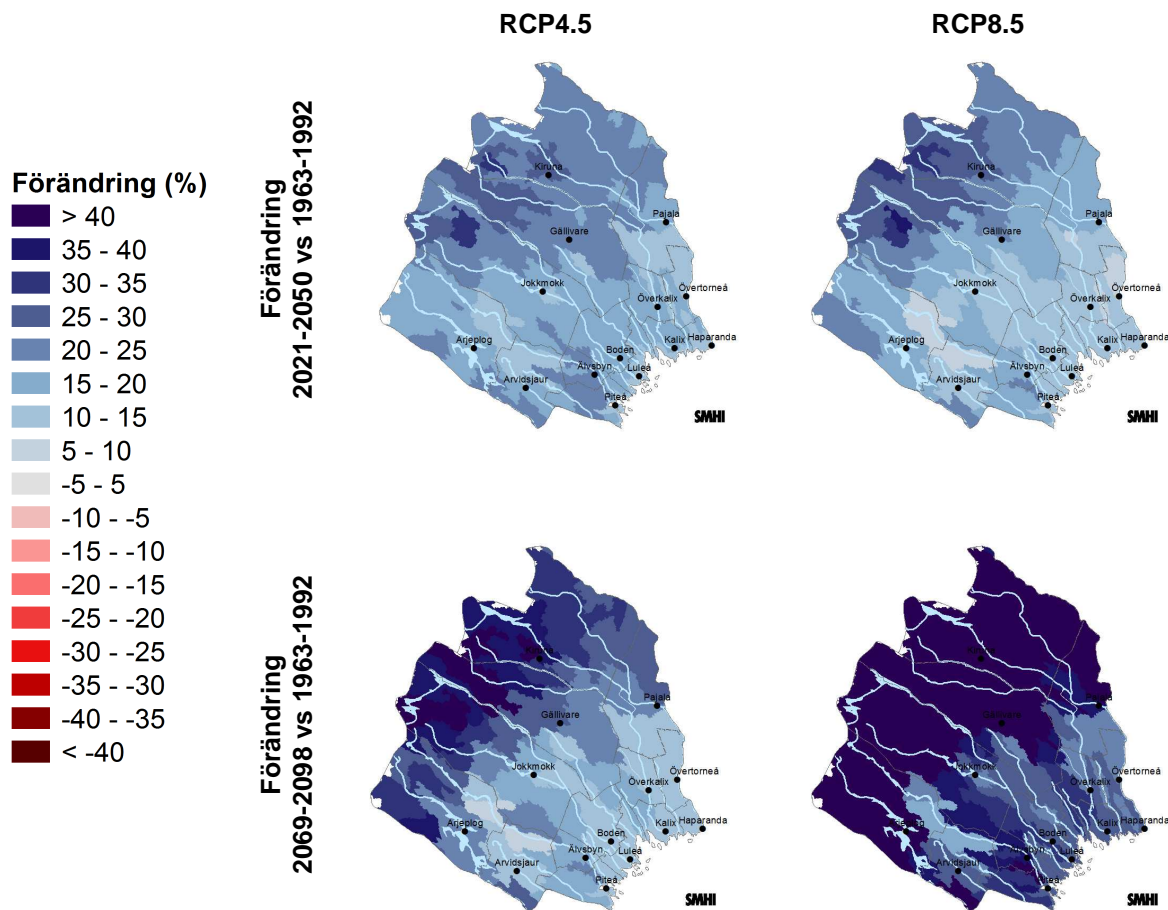 RCP4.5
RCP8.5
Förändring
2021-2050 vs 1963-1992
Förändring (%)
> 40
35 - 40
30 - 35
25 - 30
20 - 25
15 - 20
10 - 15
5 - 10
-5 - 5
-10 - -5
-15 - -10
-20 - -15
-25 - -20
-30 - -25
-35 - -30
-40 - -35
< -40
Kiruna
Pajala
Gällivare
Jokkmokk
Övertorneå
Överkalix
Arjeplog
Boden
Kalix
Haparanda
Älvsbyn
Luleå
Arvidsjaur
Piteå
SMHI
Kiruna
Pajala
Gällivare
Jokkmokk
Övertorneå
Överkalix
Arjeplog
Boden
Kalix
Haparanda
Älvsbyn
Luleå
Arvidsjaur
Piteå
SMHI
Förändring
2069-2098 vs 1963-1992
Kiruna
Pajala
Gällivare
Jokkmokk
Övertorneå
Överkalix
Arjeplog
Boden
Kalix
Haparanda
Älvsbyn
Luleå
Arvidsjaur
Piteå
SMHI
Kiruna
Pajala
Gällivare
Jokkmokk
Övertorneå
Överkalix
Arjeplog
Boden
Kalix
Haparanda
Älvsbyn
Luleå
Arvidsjaur
Piteå
SMHI